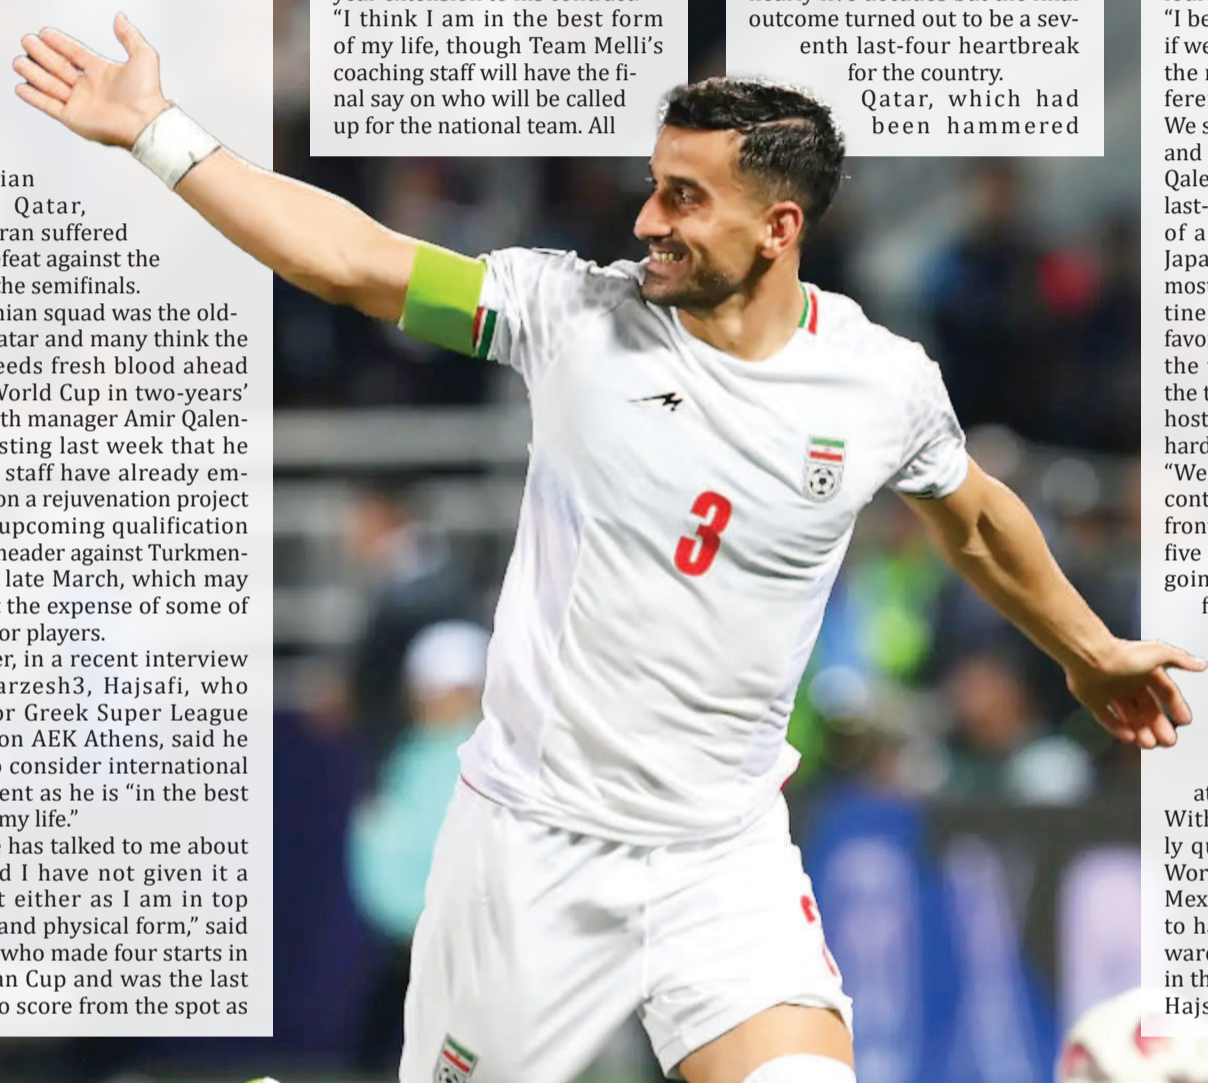 ian
Qatar,
ran suffered
feat against the
the semifinals.
nian squad was the old-
atar and many think the
eeds fresh blood ahead
World Cup in two-years’
th manager Amir Qalen-
sting last week that he
staff have already em-
on a rejuvenation project
upcoming qualification
header against Turkmen-
late March, which may
t the expense of some of
or players.
er, in a recent interview
arzesh3, Hajsafi, who
or Greek Super League
on AEK Athens, said he
o consider international
ent as he is “in the best
my life.”
e has talked to me about
d I have not given it a
t either as I am in top
and physical form,” said
who made four starts in
an Cup and was the last
o score from the spot as
“I think I am in the best form
of my life, though Team Melli’s
coaching staff will have the fi-
nal say on who will be called
up for the national team. All
outcome turned out to be a sev-
enth last-four heartbreak
for the country.
Qatar, which had
been hammered
“I be
if we
the r
fere
We s
and
Qale
last-
of a
Japa
most
tine
favo
the
the t
host
hard
“We
cont
fron
five
goin
f
at
With
ly qu
Wor
Mex
to ha
ward
in th
Hajs
3